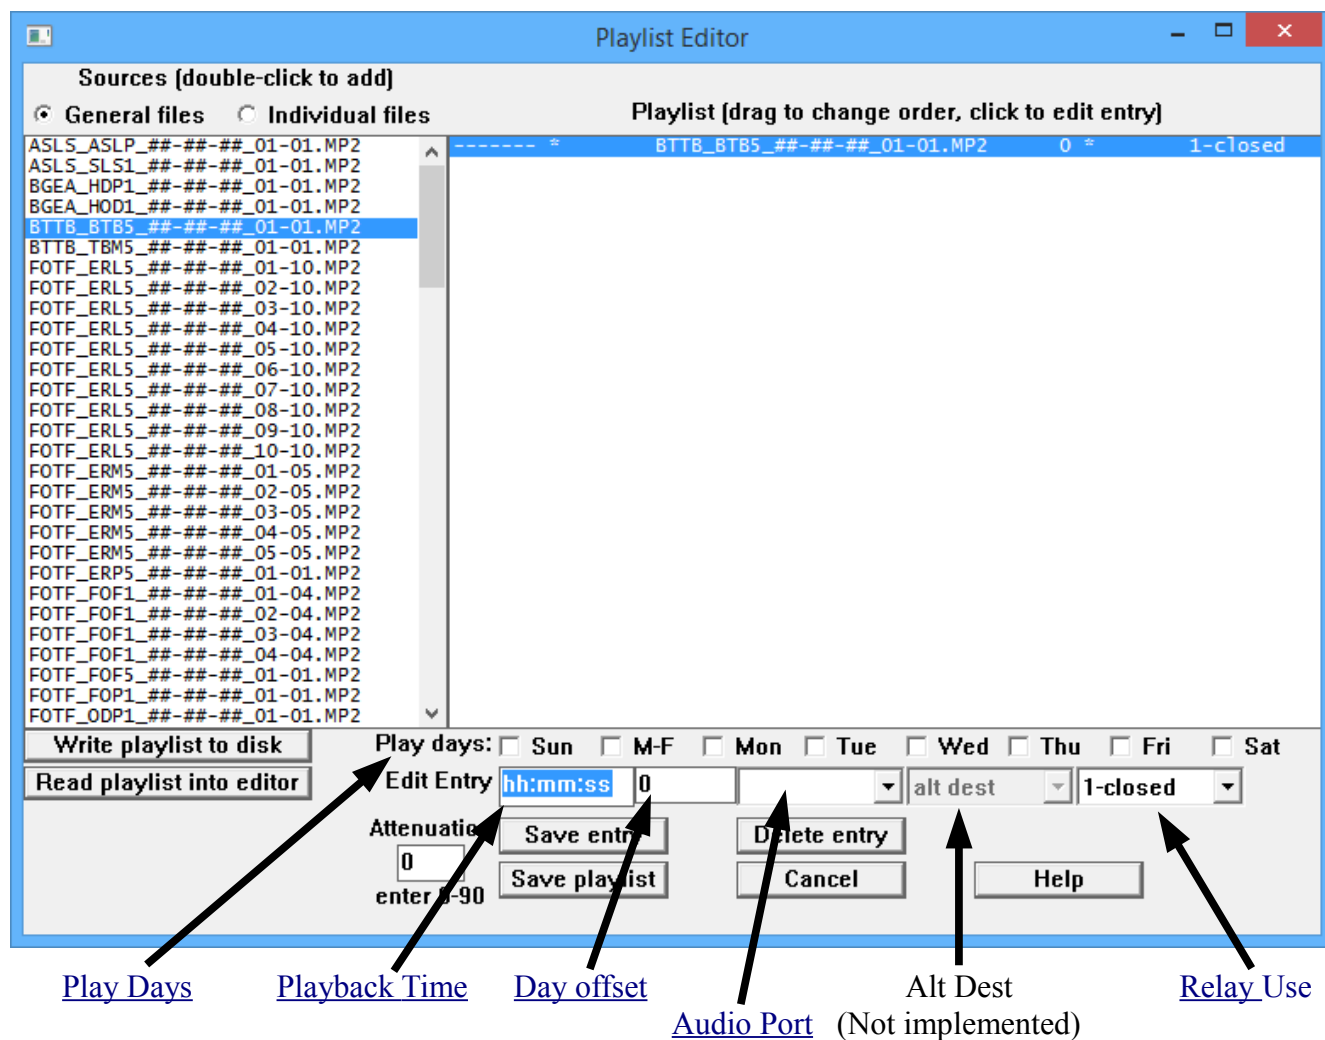 Playlist Editor
Sources (double-click to add)
General files Individual files
Playlist (drag to change order, click to edit entry)
ASLS_ASLP_##-##-##_01-01.MP2
ASLS_SLS1_##-##-##_01-01.MP2
BGEA_HDP1_##-##-##_01-01.MP2
BGEA_HOD1_##-##-##_01-01.MP2
BTTB_BTB5_##-##-##_01-01.MP2
BTTB_TBM5_##-##-##_01-01.MP2
FOTF_ERL5_##-##-##_01-10.MP2
FOTF_ERL5_##-##-##_02-10.MP2
FOTF_ERL5_##-##-##_03-10.MP2
FOTF_ERL5_##-##-##_04-10.MP2
FOTF_ERL5_##-##-##_05-10.MP2
FOTF_ERL5_##-##-##_06-10.MP2
FOTF_ERL5_##-##-##_07-10.MP2
FOTF_ERL5_##-##-##_08-10.MP2
FOTF_ERL5_##-##-##_09-10.MP2
FOTF_ERL5_##-##-##_10-10.MP2
FOTF_ERM5_##-##-##_01-05.MP2
FOTF_ERM5_##-##-##_02-05.MP2
FOTF_ERM5_##-##-##_03-05.MP2
FOTF_ERM5_##-##-##_04-05.MP2
FOTF_ERM5_##-##-##_05-05.MP2
FOTF_ERP5_##-##-##_01-01.MP2
FOTF_FOF1_##-##-##_01-04.MP2
FOTF_FOF1_##-##-##_02-04.MP2
FOTF_FOF1_##-##-##_03-04.MP2
FOTF_FOF1_##-##-##_04-04.MP2
FOTF_FOF5_##-##-##_01-01.MP2
FOTF_FOP1_##-##-##_01-01.MP2
FOTF_ODP1_##-##-##_01-01.MP2
------- * BTTB_BTB5_##-##-##_01-01.MP2 0 * 1-closed
Write playlist to disk
Read playlist into editor
Play days: Sun M-F Mon Tue Wed Thu Fri Sat
Edit Entry hh:mm:ss 0 alt dest 1-closed
Attenuation
0
enter 0-90
Save entry Delete entry
Save playlist Cancel Help
Play Days Playback Time Day offset Alt Dest Relay Use
Audio Port (Not implemented)